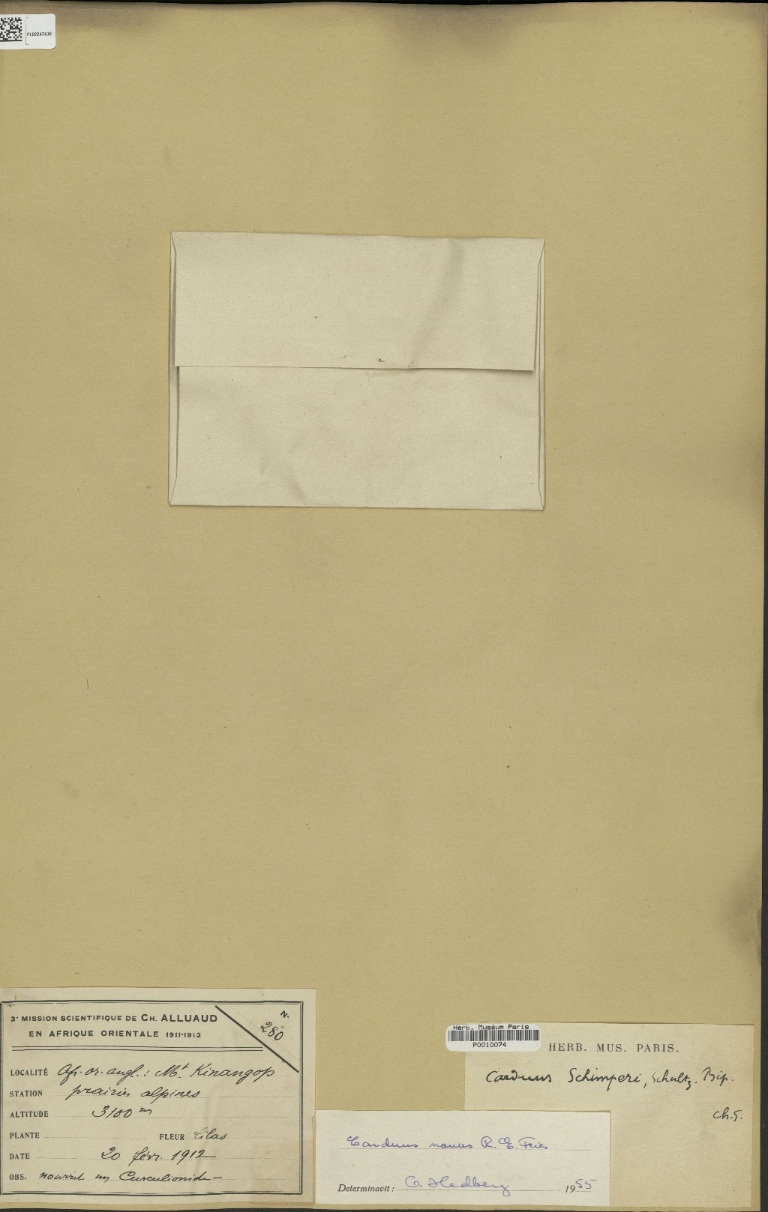 3e MISSION SCIENTIFIQUE DE CH. ALLUAUD
EN AFRIQUE ORIENTALE 1911-1912
N.
280
LOCALITÉ Afr. or. angl. : Mt Kinangop
STATION prairies alpines
ALTITUDE 3100 m
PLANTE FLEUR Lilas
DATE 20 févr. 1912
OBS. nourrit un Curculionide
Herb. Muséum Paris
P0010074
HERB. MUS. PARIS.
Carduus Schimperi, Schultz. Bip.
Ch. G.
Carduus nanus R. E. Fries
Determinavit : O. Hedberg 1955